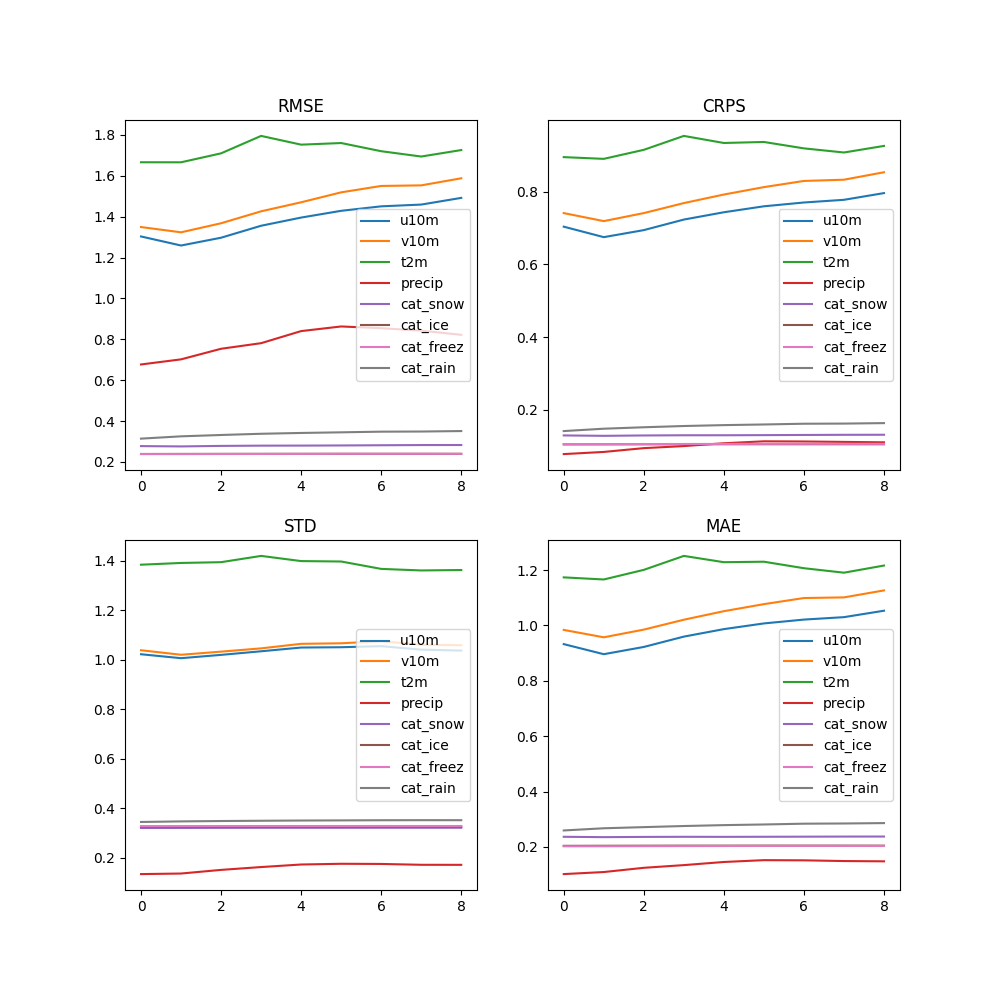 RMSE
1.8
1.6
1.4
1.2
1.0
0.8
0.6
0.4
0.2
0 2 4 6 8
u10m
v10m
t2m
precip
cat_snow
cat_ice
cat_freez
cat_rain
CRPS
0.8
0.6
0.4
0.2
0 2 4 6 8
u10m
v10m
t2m
precip
cat_snow
cat_ice
cat_freez
cat_rain
STD
1.4
1.2
1.0
0.8
0.6
0.4
0.2
0 2 4 6 8
u10m
v10m
t2m
precip
cat_snow
cat_ice
cat_freez
cat_rain
MAE
1.2
1.0
0.8
0.6
0.4
0.2
0 2 4 6 8
u10m
v10m
t2m
precip
cat_snow
cat_ice
cat_freez
cat_rain